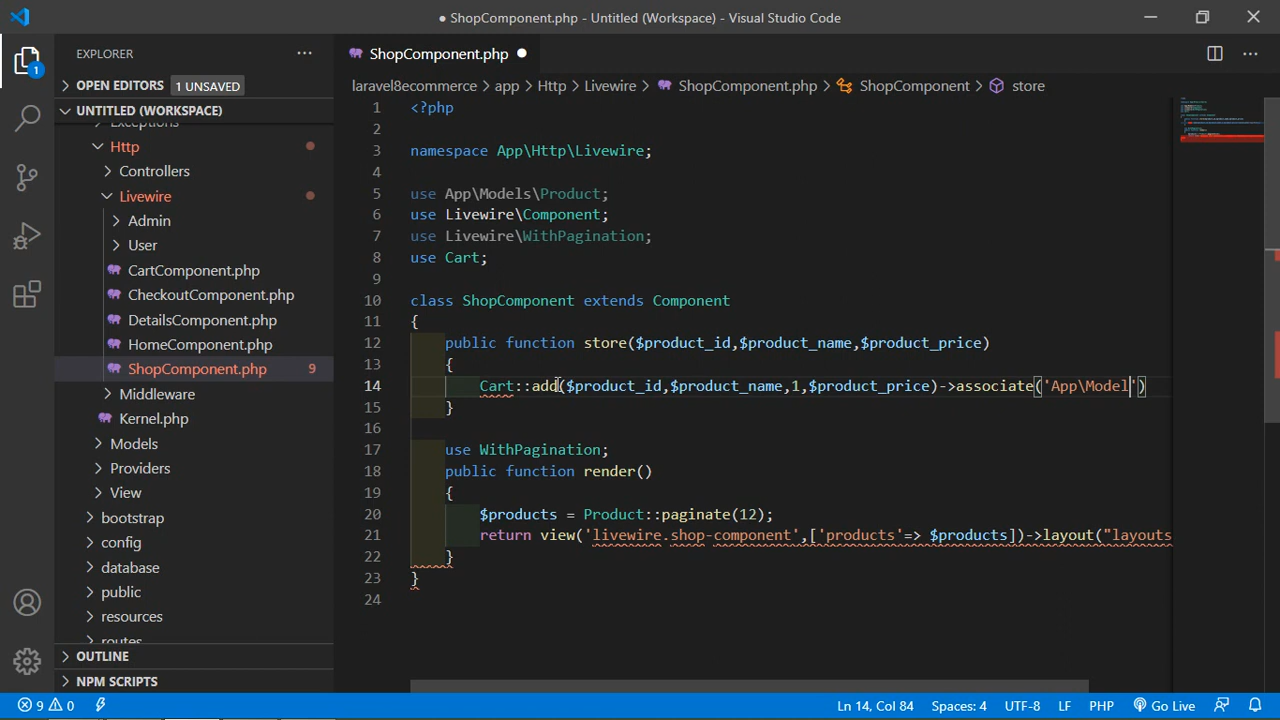 ● ShopComponent.php - Untitled (Workspace) - Visual Studio Code
EXPLORER
OPEN EDITORS 1 UNSAVED
UNTITLED (WORKSPACE)
Exceptions
Http
Controllers
Livewire
Admin
User
CartComponent.php
CheckoutComponent.php
DetailsComponent.php
HomeComponent.php
ShopComponent.php 9
Middleware
Kernel.php
Models
Providers
View
bootstrap
config
database
public
resources
routes
OUTLINE
NPM SCRIPTS
1
ShopComponent.php
laravel8ecommerce > app > Http > Livewire > ShopComponent.php > ShopComponent > store
1 <?php
2
3 namespace App\Http\Livewire;
4
5 use App\Models\Product;
6 use Livewire\Component;
7 use Livewire\WithPagination;
8 use Cart;
9
10 class ShopComponent extends Component
11 {
12 public function store($product_id,$product_name,$product_price)
13 {
14 Cart::add($product_id,$product_name,1,$product_price)->associate('App\Model')
15 }
16
17 use WithPagination;
18 public function render()
19 {
20 $products = Product::paginate(12);
21 return view('livewire.shop-component',['products'=> $products])->layout("layouts
22 }
23 }
24
9 0
Ln 14, Col 84
Spaces: 4
UTF-8
LF
PHP
Go Live